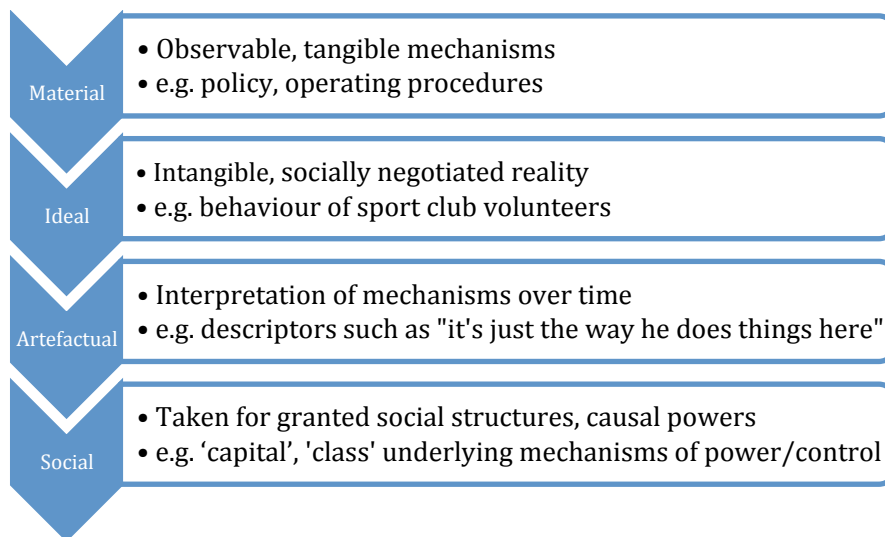 Material
• Observable, tangible mechanisms
• e.g. policy, operating procedures
Ideal
• Intangible, socially negotiated reality
• e.g. behaviour of sport club volunteers
Artefactual
• Interpretation of mechanisms over time
• e.g. descriptors such as "it's just the way he does things here"
Social
• Taken for granted social structures, causal powers
• e.g. ‘capital’, 'class' underlying mechanisms of power/control